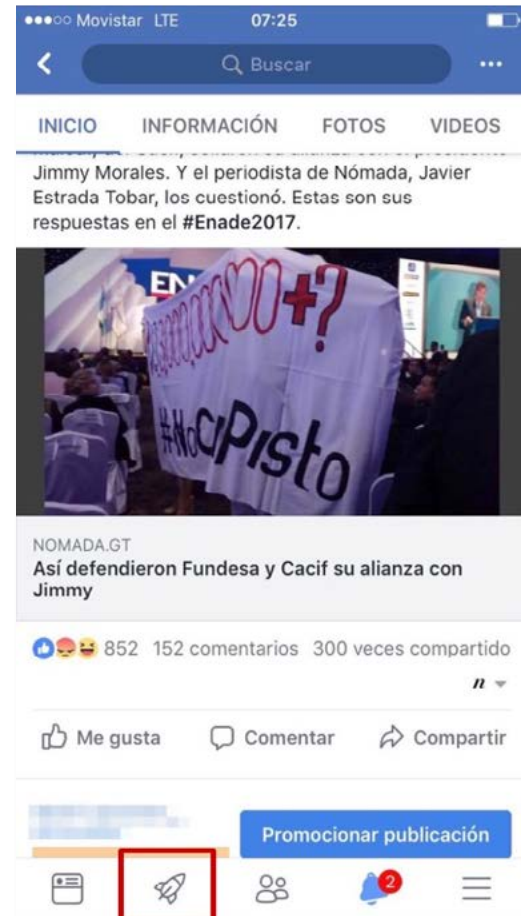 Movistar LTE 07:25
Buscar
INICIO INFORMACIÓN FOTOS VIDEOS
Jimmy Morales. Y el periodista de Nómada, Javier
Estrada Tobar, los cuestionó. Estas son sus
respuestas en el #Enade2017.
EN
+?
#NoCIPIsto
NOMADA.GT
Así defendieron Fundesa y Cacif su alianza con
Jimmy
852 152 comentarios 300 veces compartido
n
Me gusta Comentar Compartir
Promocionar publicación
2